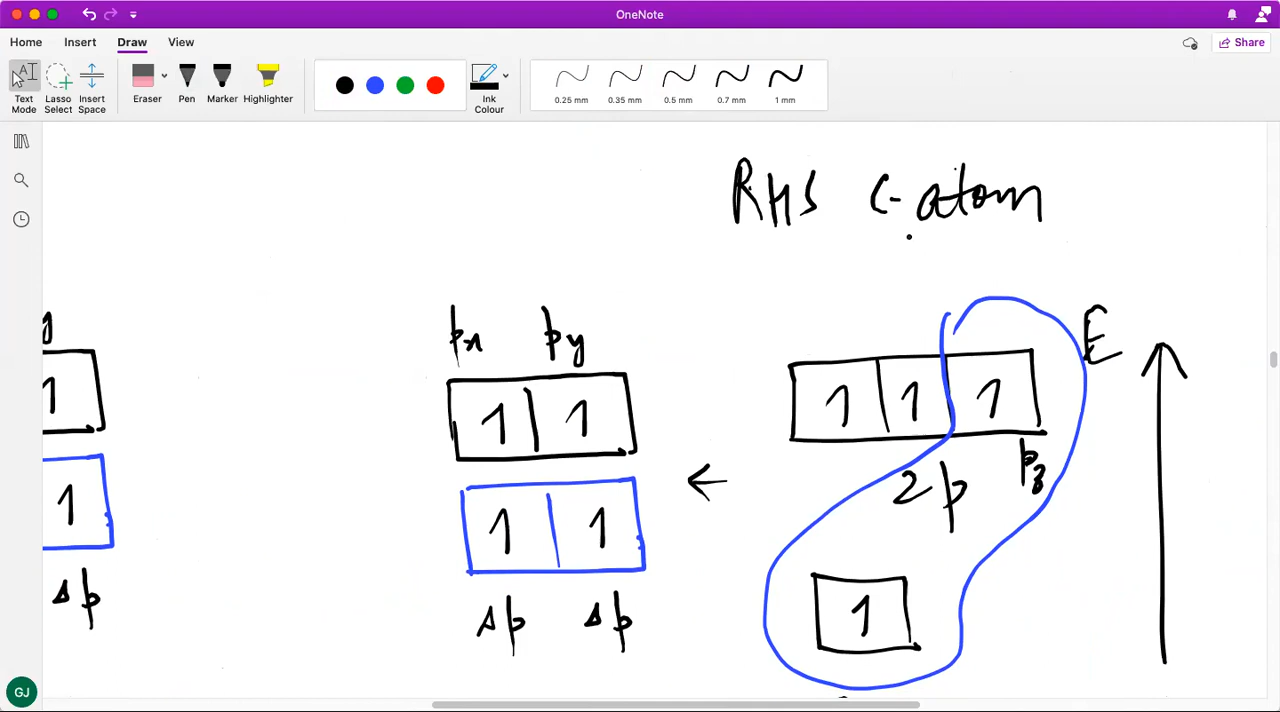 OneNote
Home Insert Draw View
Share
Text Mode
Lasso Select
Insert Space
Eraser
Pen
Marker
Highlighter
Ink Colour
0.25 mm
0.35 mm
0.5 mm
0.7 mm
1 mm
RHS C-atom
px py
E
1
1 1
1 1 1
pz
2p
1
1 1
sp
sp sp
1
GJ